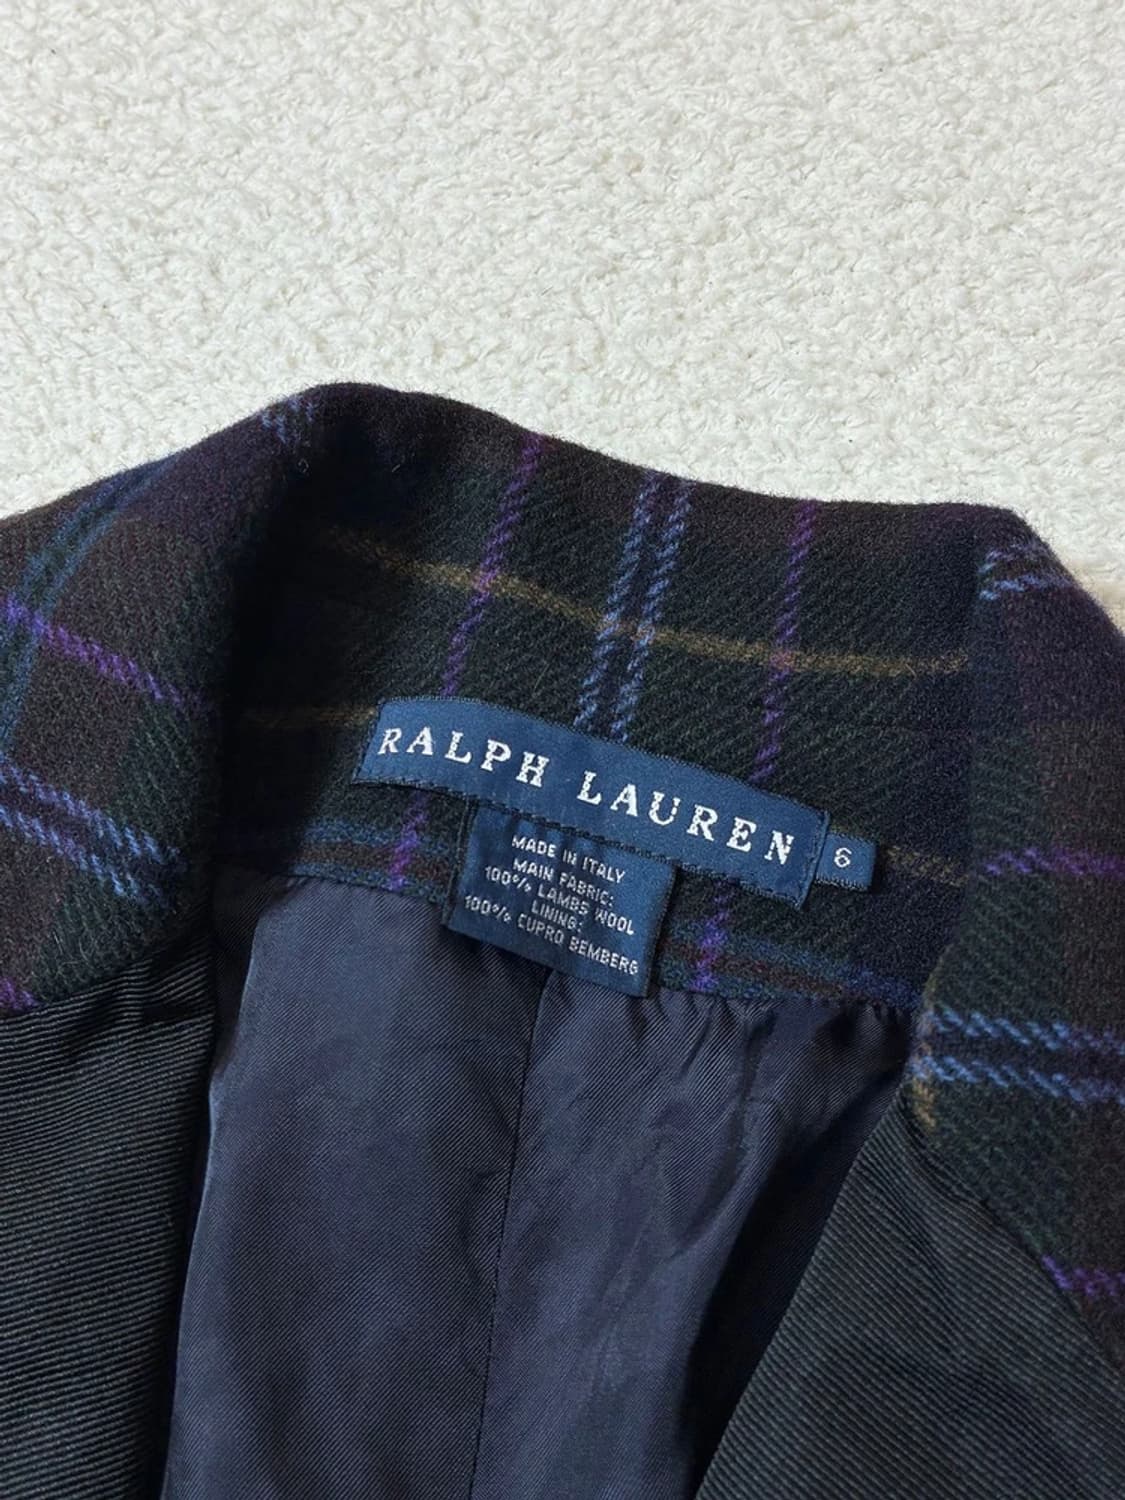 RALPH LAUREN
6
MADE IN ITALY
MAIN FABRIC:
100% LAMBS WOOL
LINING:
100% CUPRO BEMBERG